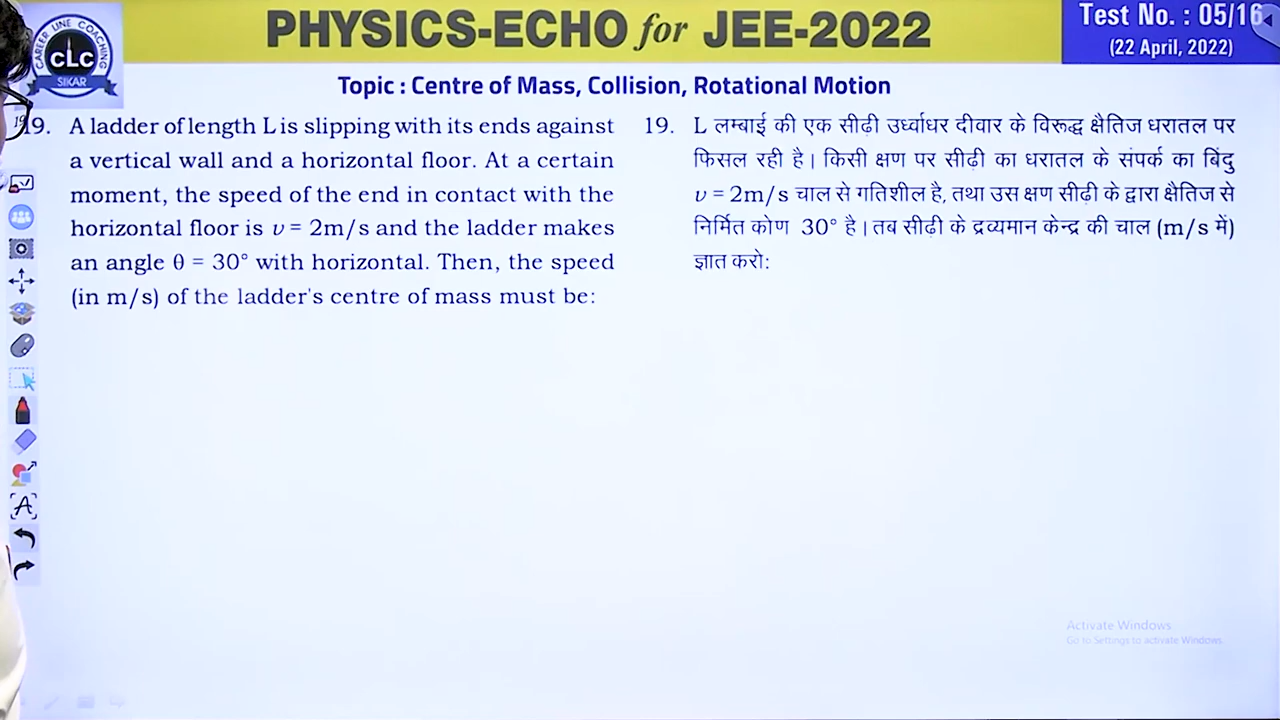 CAREER LINE COACHING
CLC
SIKAR
PHYSICS-ECHO for JEE-2022
Test No. : 05/16
(22 April, 2022)
Topic : Centre of Mass, Collision, Rotational Motion
19. A ladder of length L is slipping with its ends against
a vertical wall and a horizontal floor. At a certain
moment, the speed of the end in contact with the
horizontal floor is υ = 2m/s and the ladder makes
an angle θ = 30° with horizontal. Then, the speed
(in m/s) of the ladder's centre of mass must be:
19. L लम्बाई की एक सीढ़ी उर्ध्वाधर दीवार के विरूद्ध क्षैतिज धरातल पर
फिसल रही है। किसी क्षण पर सीढ़ी का धरातल के संपर्क का बिंदु
υ = 2m/s चाल से गतिशील है, तथा उस क्षण सीढ़ी के द्वारा क्षैतिज से
निर्मित कोण 30° है। तब सीढ़ी के द्रव्यमान केन्द्र की चाल (m/s में)
ज्ञात करो:
Activate Windows
Go to Settings to activate Windows.